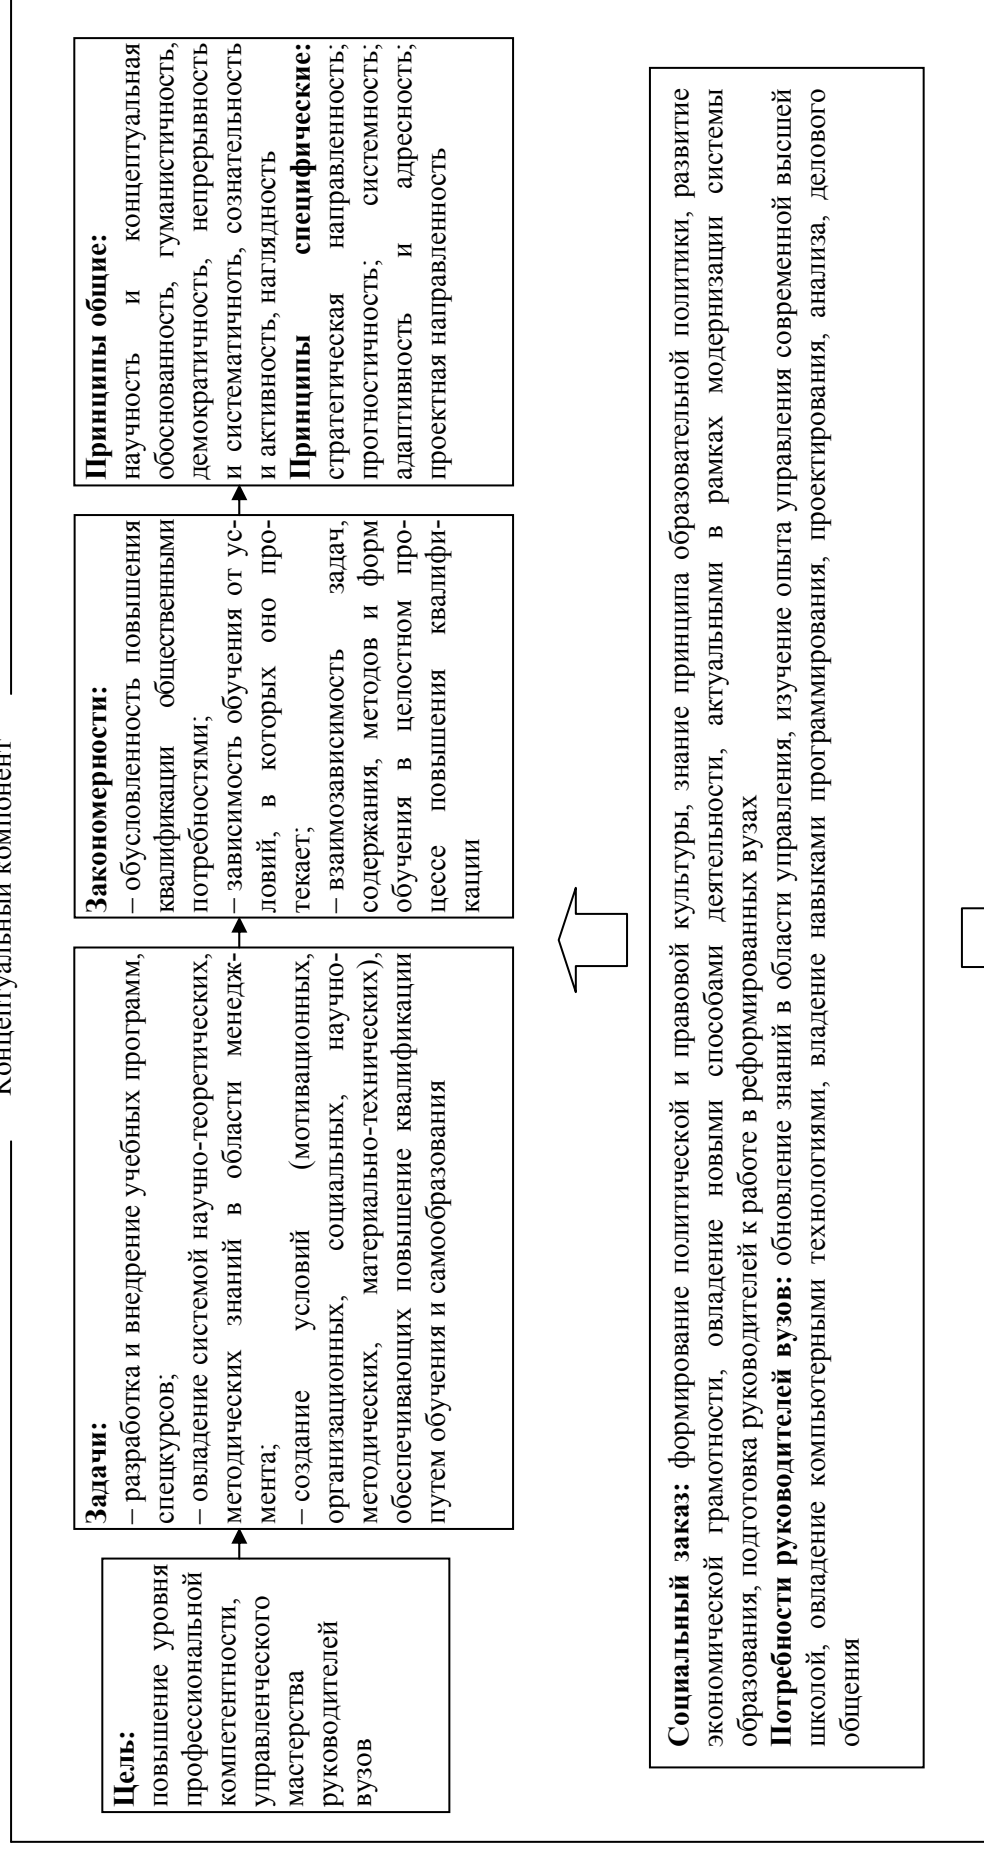 Концептуальный компонент
Цель:
повышение уровня
профессиональной
компетентности,
управленческого
мастерства
руководителей
вузов
Задачи:
– разработка и внедрение учебных программ,
спецкурсов;
– овладение системой научно-теоретических,
методических знаний в области менедж-
мента;
– создание условий (мотивационных,
организационных, социальных, научно-
методических, материально-технических),
обеспечивающих повышение квалификации
путем обучения и самообразования
Закономерности:
– обусловленность повышения
квалификации общественными
потребностями;
– зависимость обучения от ус-
ловий, в которых оно про-
текает;
– взаимозависимость задач,
содержания, методов и форм
обучения в целостном про-
цессе повышения квалифи-
кации
Принципы общие:
научность и концептуальная
обоснованность, гуманистичность,
демократичность, непрерывность
и систематичноть, сознательность
и активность, наглядность
Принципы специфические:
стратегическая направленность;
прогностичность; системность;
адаптивность и адресность;
проектная направленность
Социальный заказ: формирование политической и правовой культуры, знание принципа образовательной политики, развитие
экономической грамотности, овладение новыми способами деятельности, актуальными в рамках модернизации системы
образования, подготовка руководителей к работе в реформированных вузах
Потребности руководителей вузов: обновление знаний в области управления, изучение опыта управления современной высшей
школой, овладение компьютерными технологиями, владение навыками программирования, проектирования, анализа, делового
общения